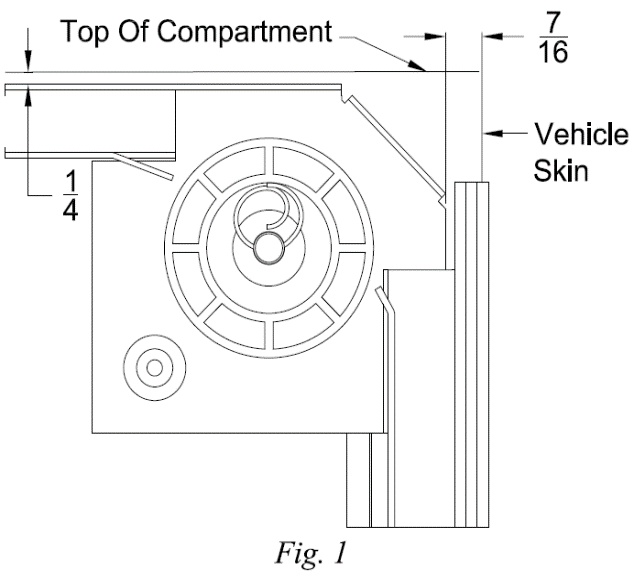 Top Of Compartment
7
16
Vehicle
Skin
1
4
Fig. 1